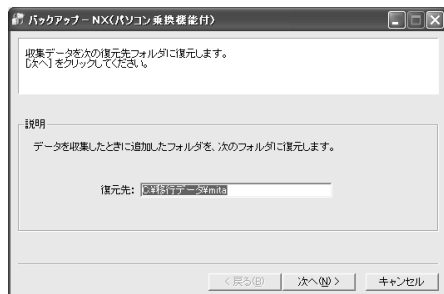 バックアップ-NX(パソコン乗換機能付)
収集データを次の復元先フォルダに復元します。
[次へ] をクリックしてください。
説明
データを収集したときに追加したフォルダを、次のフォルダに復元します。
復元先: C:¥移行データ¥mita
< 戻る(B) 次へ(N) > キャンセル